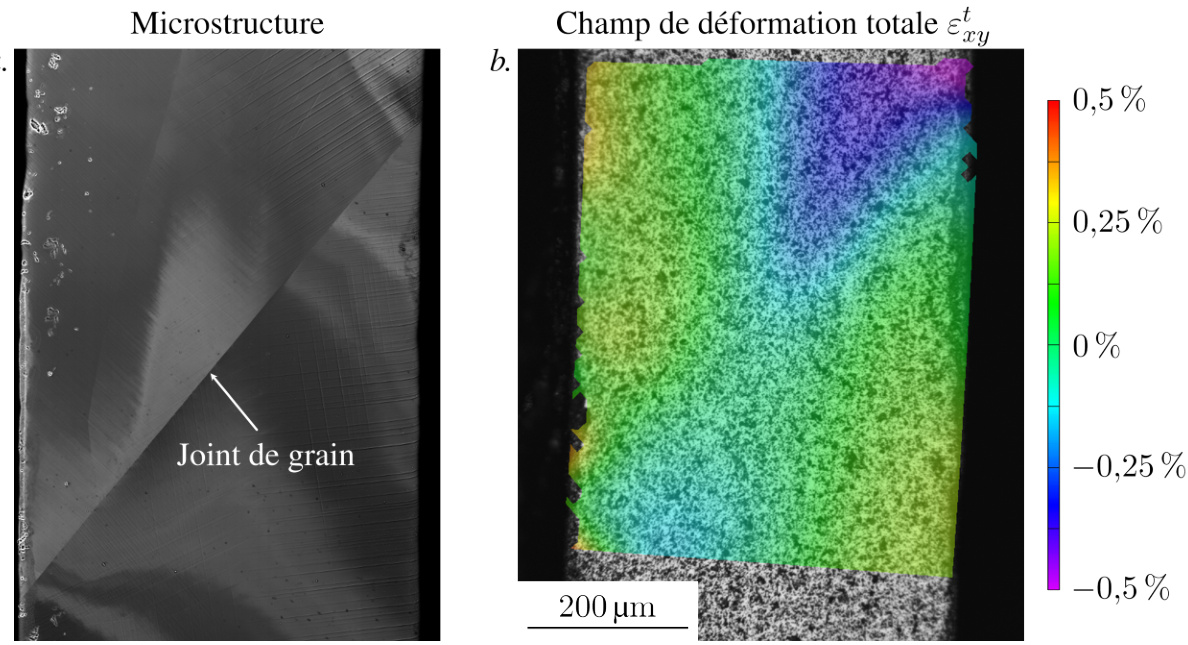 Microstructure
Champ de déformation totale εᵗxy
.
b.
Joint de grain
0,5 %
0,25 %
0 %
−0,25 %
−0,5 %
200 µm